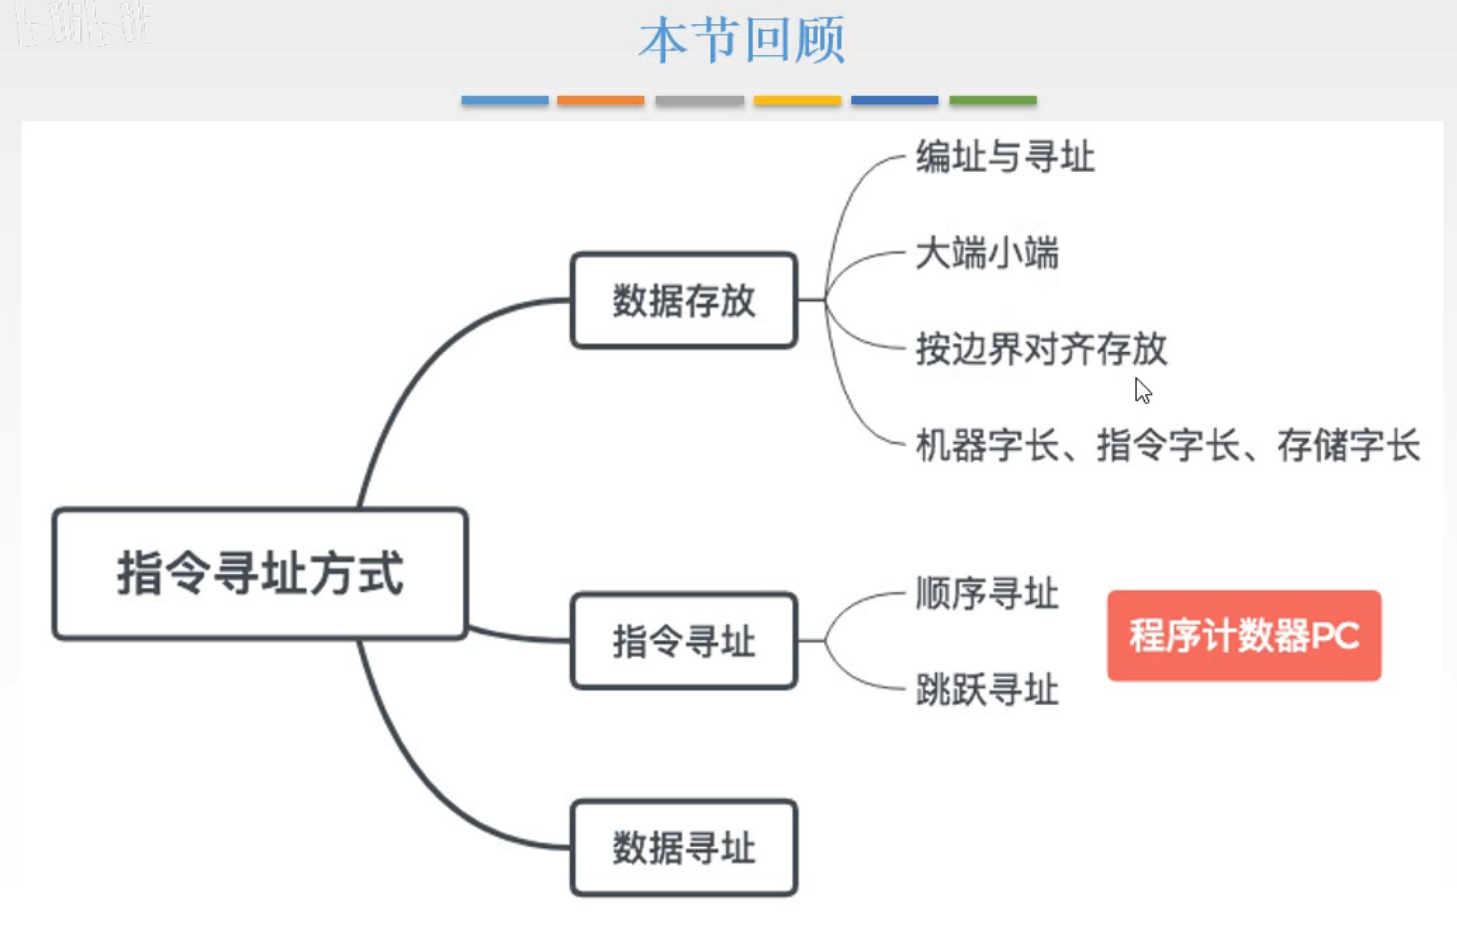 bilibili
本节回顾
编址与寻址
大端小端
数据存放
按边界对齐存放
机器字长、指令字长、存储字长
指令寻址方式
顺序寻址
指令寻址
程序计数器PC
跳跃寻址
数据寻址